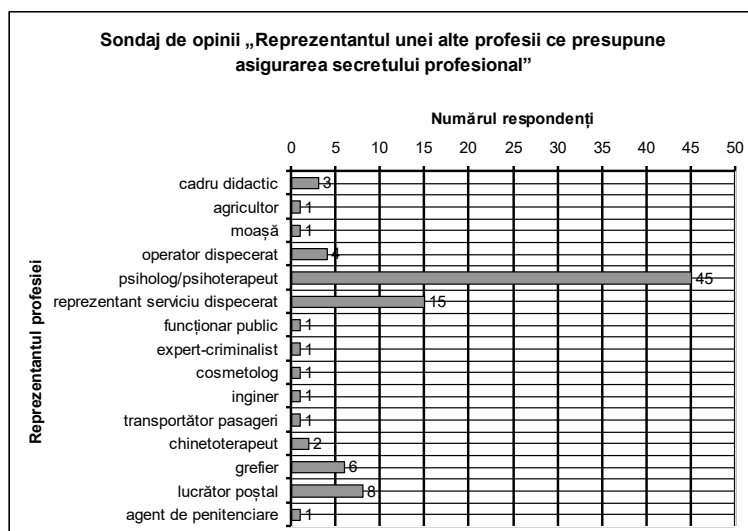 Sondaj de opinii „Reprezentantul unei alte profesii ce presupune
asigurarea secretului profesional”
Numărul respondenți
0 5 10 15 20 25 30 35 40 45 50
Reprezentantul profesiei
cadru didactic 3
agricultor 1
moașă 1
operator dispecerat 4
psiholog/psihoterapeut 45
reprezentant serviciu dispecerat 15
funcționar public 1
expert-criminalist 1
cosmetolog 1
inginer 1
transportător pasageri 1
chinetoterapeut 2
grefier 6
lucrător poștal 8
agent de penitenciare 1